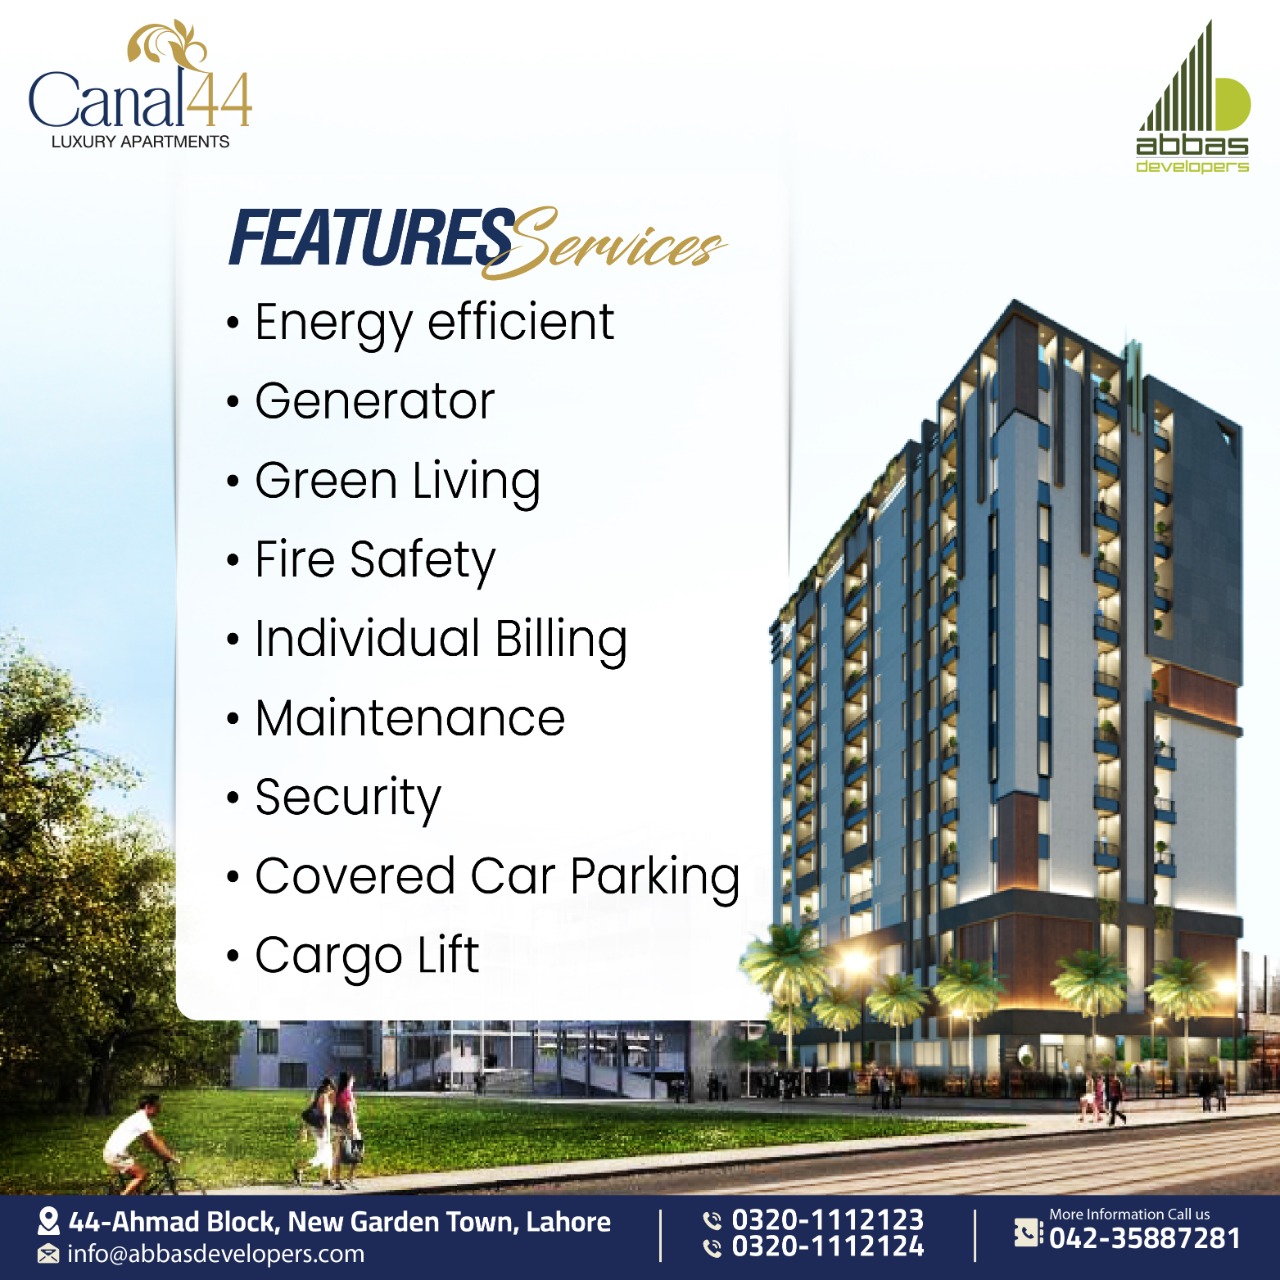 Canal44
LUXURY APARTMENTS
abbas
developers
FEATURES Services
• Energy efficient
• Generator
• Green Living
• Fire Safety
• Individual Billing
• Maintenance
• Security
• Covered Car Parking
• Cargo Lift
44-Ahmad Block, New Garden Town, Lahore
info@abbasdevelopers.com
0320-1112123
0320-1112124
More Information Call us
042-35887281